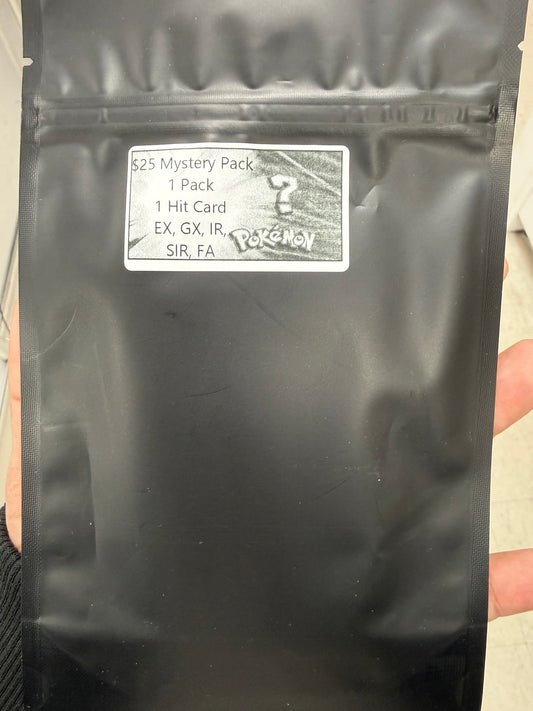 $25 Mystery Pack
1 Pack
1 Hit Card
EX, GX, IR,
SIR, FA
?
POKéMON